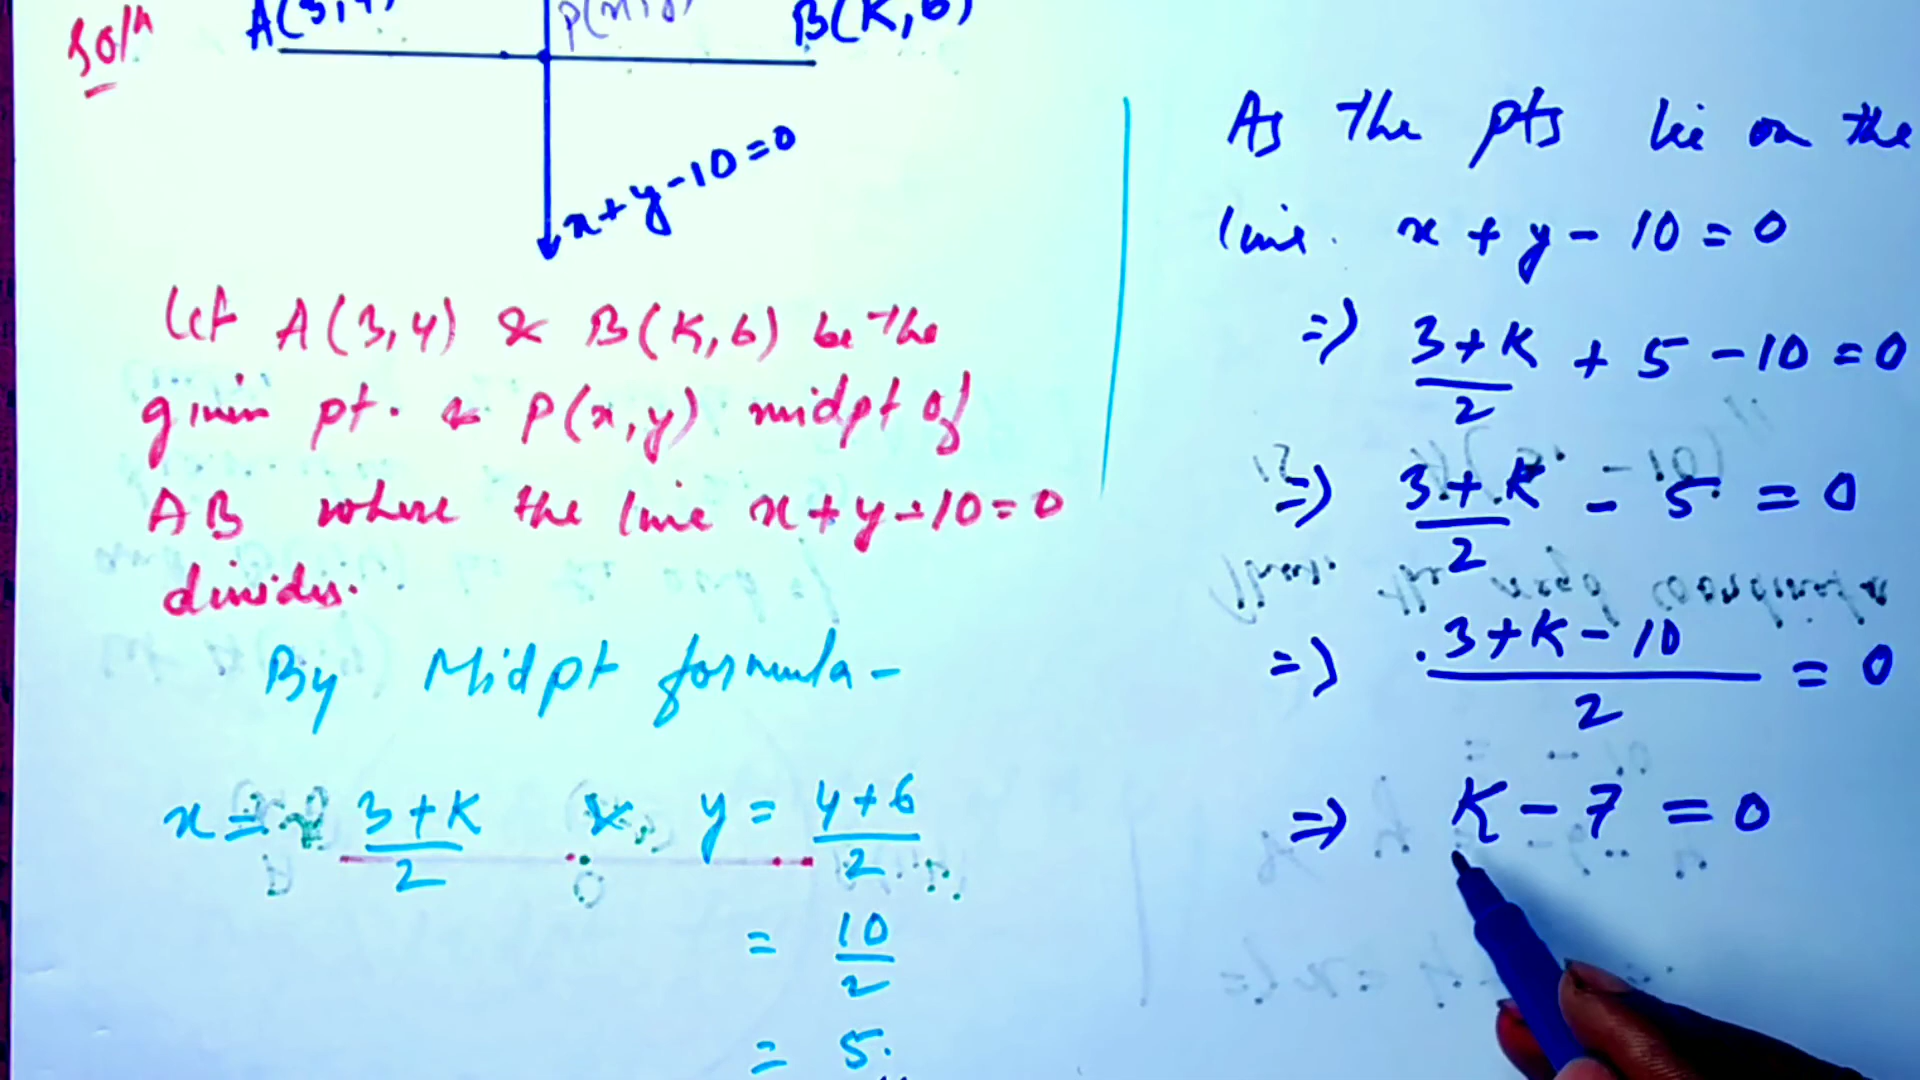 Soln
A(3,4)
P(x,y)
B(K,6)
x+y-10=0
Let A(3,4) & B(K,6) be the
given pt. & P(x,y) midpt of
AB where the line x+y-10=0
divides.
By Midpt formula-
x = 3+K/2 & y = 4+6/2
= 10/2
= 5.
As the pts lie on the
line. x + y - 10 = 0
=) 3+K/2 + 5 - 10 = 0
=) 3+K/2 - 5 = 0
=) 3+K-10/2 = 0
=) K - 7 = 0